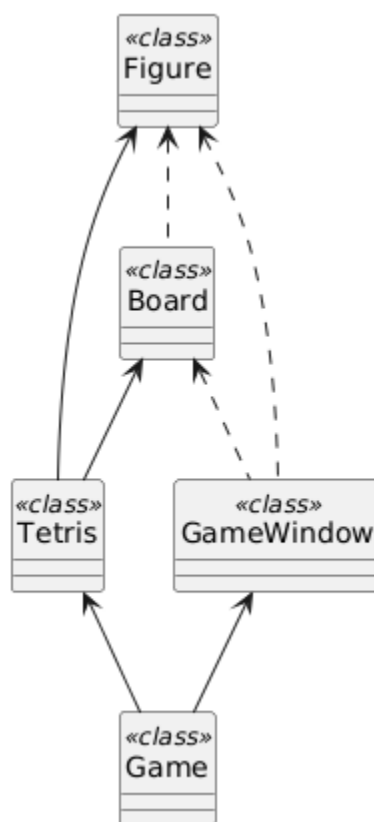 «class»
Figure
«class»
Board
«class»
Tetris
«class»
GameWindow
«class»
Game